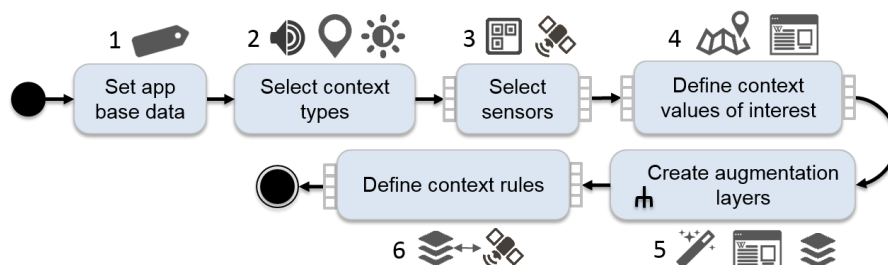 1
2
3
4
Set app
base data
Select context
types
Select
sensors
Define context
values of interest
Define context rules
Create augmentation
layers
6
5